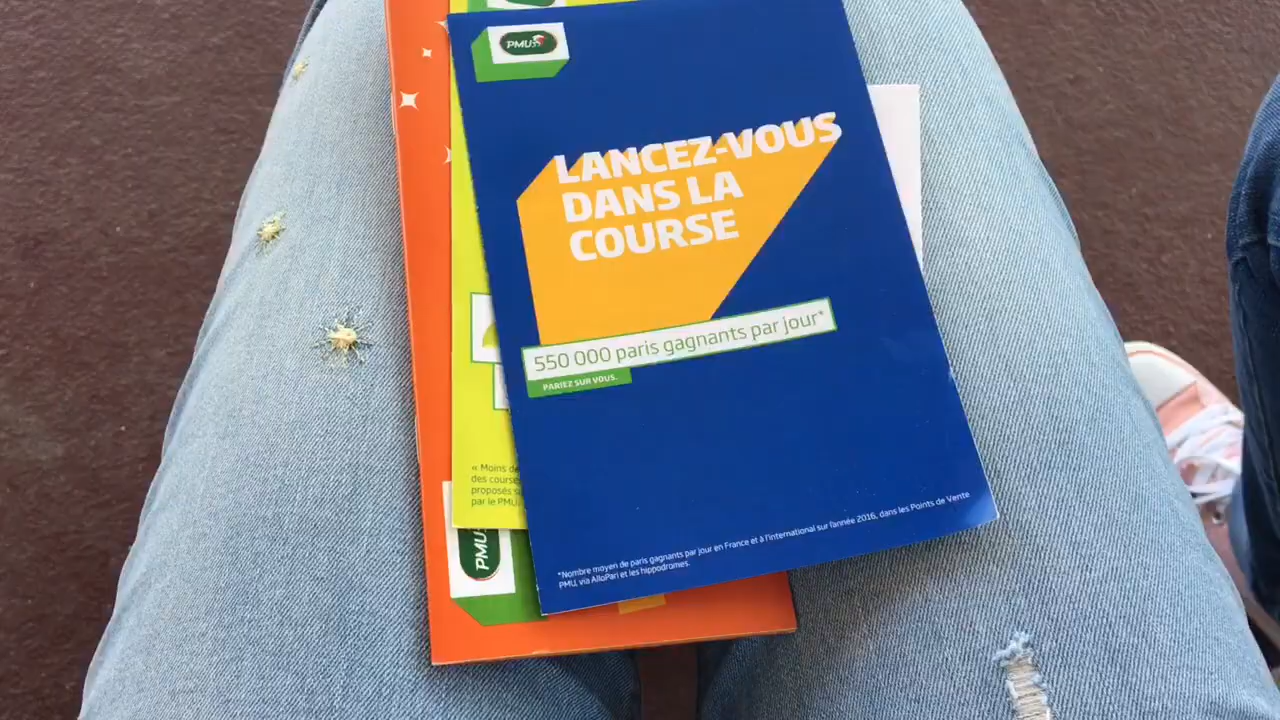 PMU
LANCEZ-VOUS
DANS LA
COURSE
550 000 paris gagnants par jour*
PARIEZ SUR VOUS.
*Nombre moyen de paris gagnants par jour en France et à l'international sur l'année 2016, dans les Points de Vente
PMU, via AlloPari et les hippodromes.
« Moins de
des course
proposés s
par le PMU
PMU